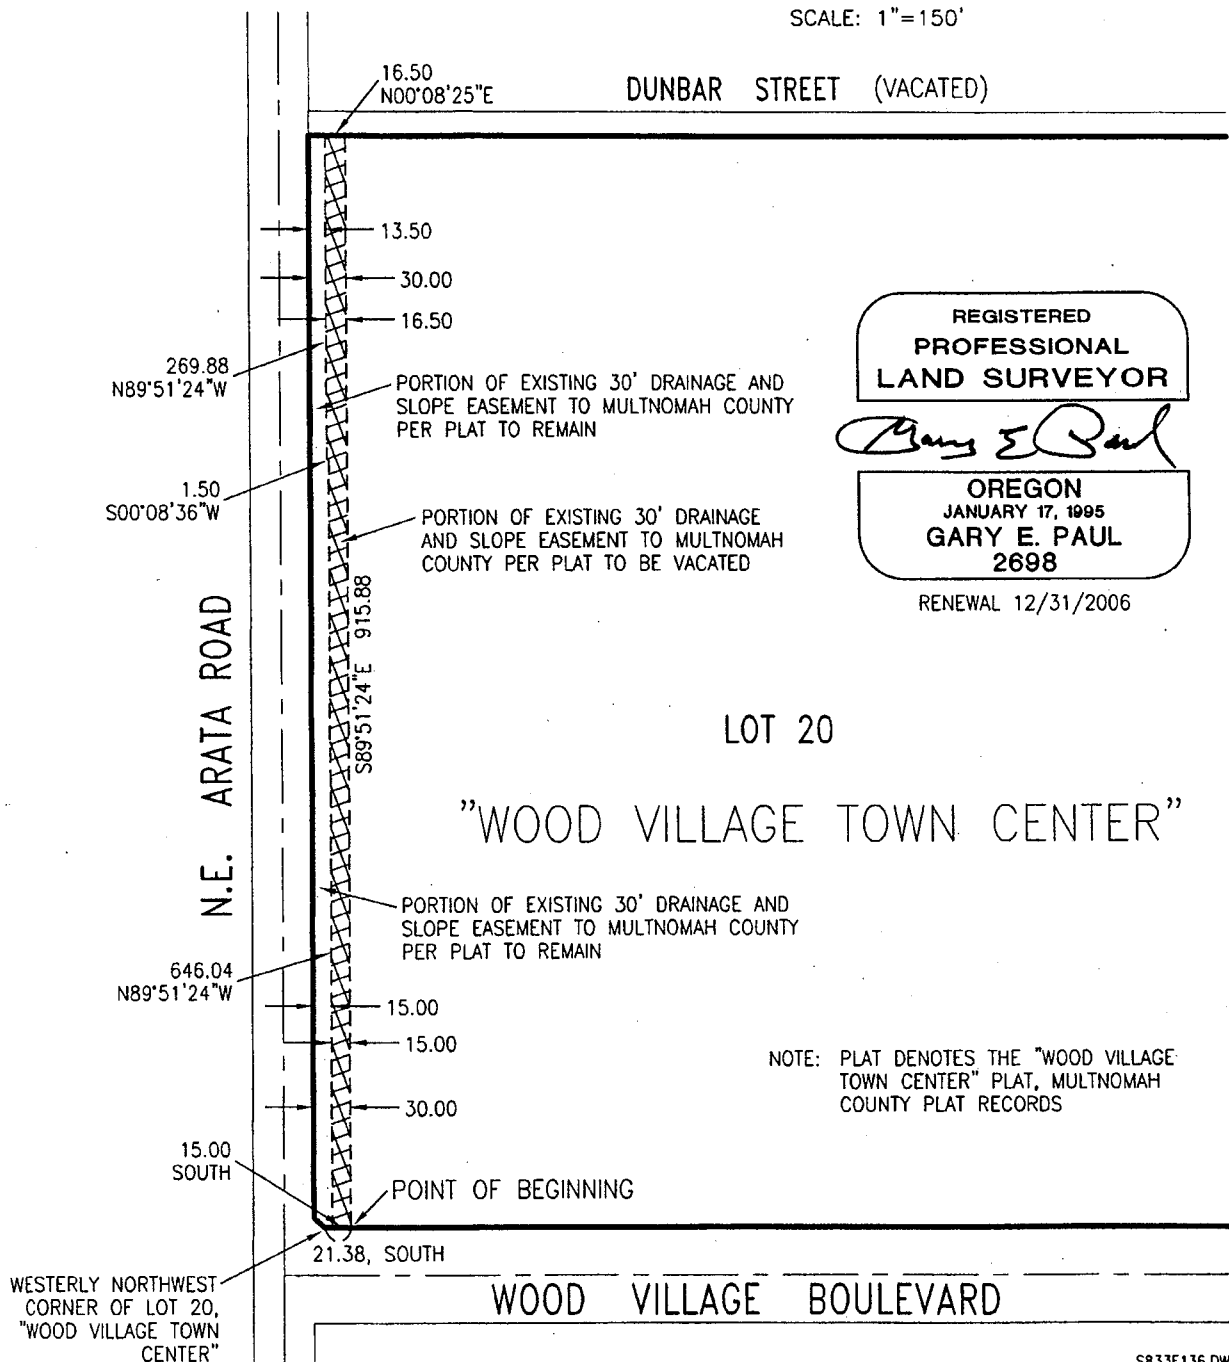 SCALE: 1"=150'
16.50
N00°08'25"E
DUNBAR STREET (VACATED)
13.50
30.00
16.50
269.88
N89°51'24"W
PORTION OF EXISTING 30' DRAINAGE AND
SLOPE EASEMENT TO MULTNOMAH COUNTY
PER PLAT TO REMAIN
REGISTERED
PROFESSIONAL
LAND SURVEYOR
Gary E Paul
OREGON
JANUARY 17, 1995
GARY E. PAUL
2698
RENEWAL 12/31/2006
1.50
S00°08'36"W
PORTION OF EXISTING 30' DRAINAGE
AND SLOPE EASEMENT TO MULTNOMAH
COUNTY PER PLAT TO BE VACATED
S89°51'24"E 915.88
N.E. ARATA ROAD
LOT 20
"WOOD VILLAGE TOWN CENTER"
PORTION OF EXISTING 30' DRAINAGE AND
SLOPE EASEMENT TO MULTNOMAH COUNTY
PER PLAT TO REMAIN
646.04
N89°51'24"W
15.00
15.00
30.00
NOTE: PLAT DENOTES THE "WOOD VILLAGE
TOWN CENTER" PLAT, MULTNOMAH
COUNTY PLAT RECORDS
15.00
SOUTH
POINT OF BEGINNING
21.38, SOUTH
WESTERLY NORTHWEST
CORNER OF LOT 20,
"WOOD VILLAGE TOWN
CENTER"
WOOD VILLAGE BOULEVARD
S833E136.DW